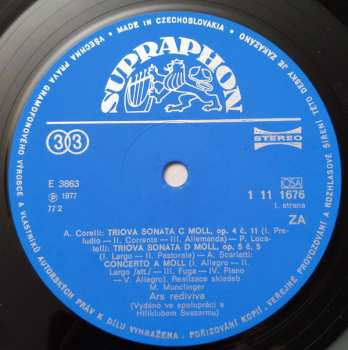 MADE IN CZECHOSLOVAKIA • VŠECHNA PRÁVA GRAMOFONOVÉHO VÝROBCE A VLASTNÍKŮ AUTORSKÝCH PRÁV K DÍLU VYHRAZENA. POŘIZOVÁNÍ KOPIÍ, VEŘEJNÉ PROVOZOVÁNÍ A ROZHLASOVÉ ŠÍŘENÍ TÉTO DESKY JE ZAKÁZÁNO
SUPRAPHON
33
STEREO
E 3863
℗ 1977
77 2
OSA
1 11 1676
1. strana
ZA
A. Corelli: TRIOVÁ SONATA C MOLL, op. 4 č. 11 (I. Pre-
ludio — II. Corrente — III. Allemanda) — P. Loca-
telli: TRIOVÁ SONATA D MOLL, op. 5 č. 5
(I. Largo — II. Pastorale) — A. Scarlatti:
CONCERTO A MOLL (I. Allegro — II.
Largo /att./ — III. Fuga — IV. Piano —
V. Allegro). Realizace skladeb
M. Munclinger
Ars rediviva
(Vydáno ve spolupráci s
Hifiklubem Svazarmu)